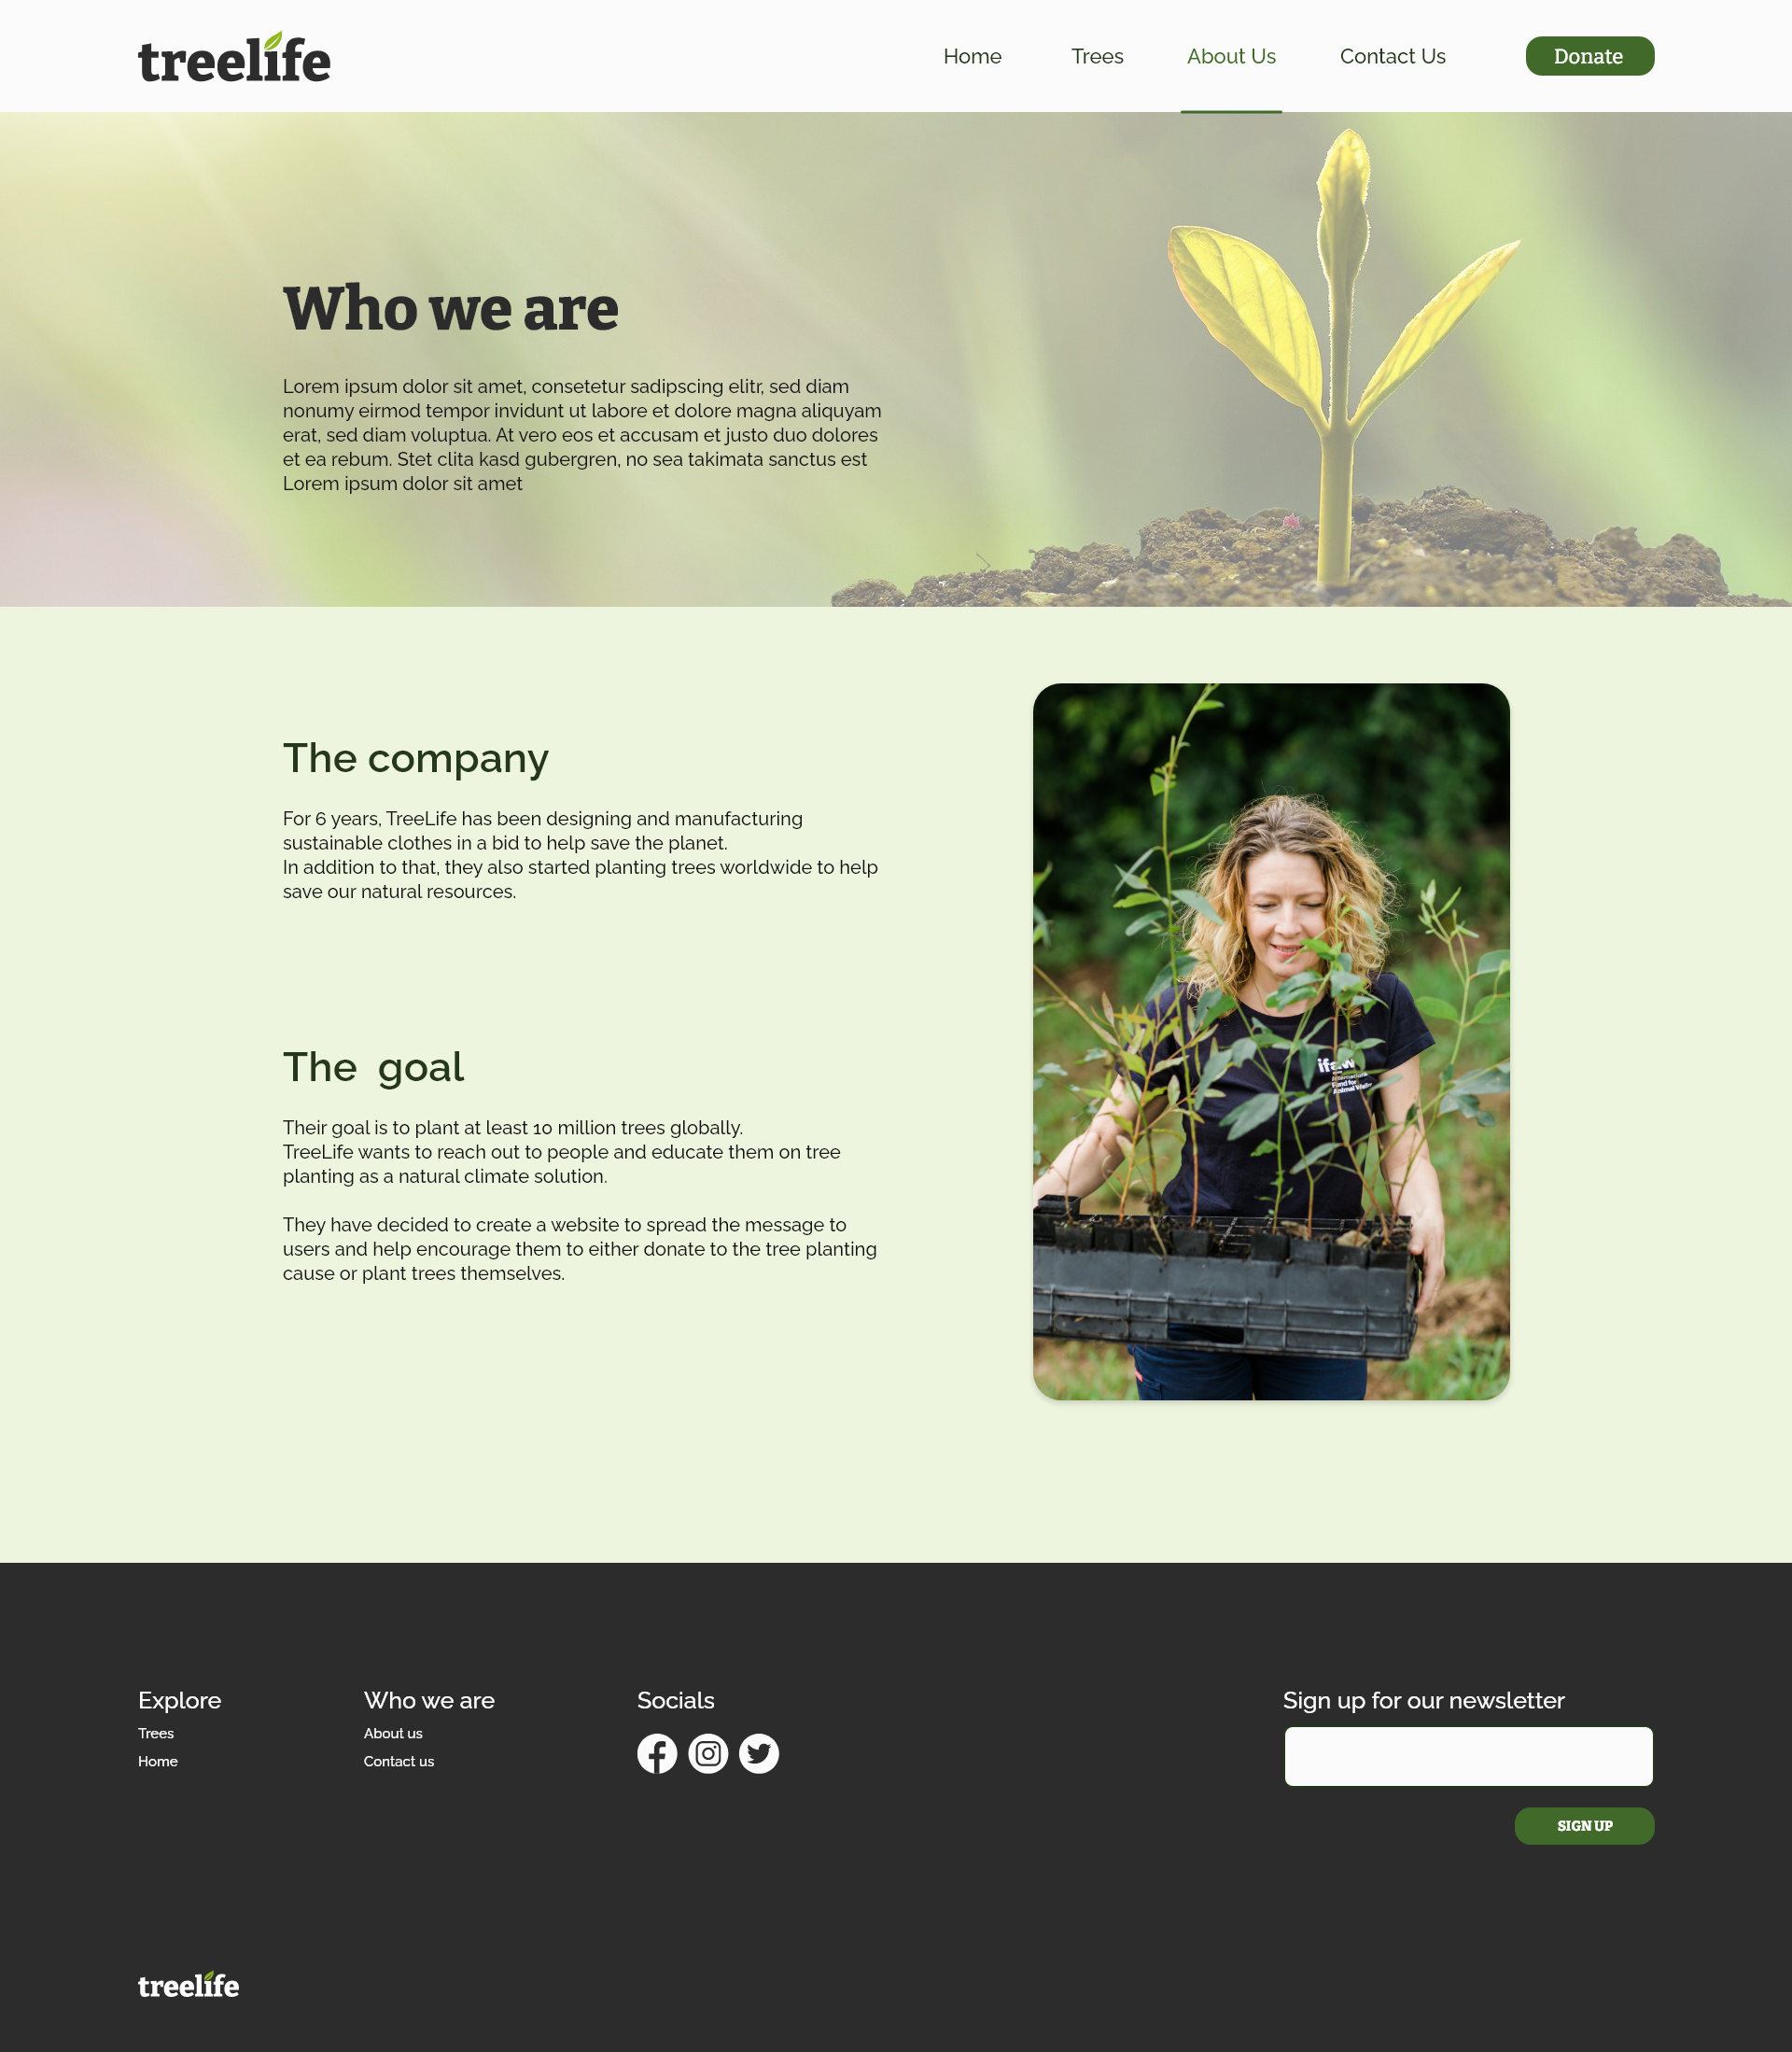 treelife
Home Trees About Us Contact Us Donate
Who we are
Lorem ipsum dolor sit amet, consetetur sadipscing elitr, sed diam
nonumy eirmod tempor invidunt ut labore et dolore magna aliquyam
erat, sed diam voluptua. At vero eos et accusam et justo duo dolores
et ea rebum. Stet clita kasd gubergren, no sea takimata sanctus est
Lorem ipsum dolor sit amet
The company
For 6 years, TreeLife has been designing and manufacturing
sustainable clothes in a bid to help save the planet.
In addition to that, they also started planting trees worldwide to help
save our natural resources.
The goal
Their goal is to plant at least 10 million trees globally.
TreeLife wants to reach out to people and educate them on tree
planting as a natural climate solution.
They have decided to create a website to spread the message to
users and help encourage them to either donate to the tree planting
cause or plant trees themselves.
ifaw
International
Fund for
Animal Welfare
Explore
Trees
Home
Who we are
About us
Contact us
Socials
Sign up for our newsletter
SIGN UP
treelife